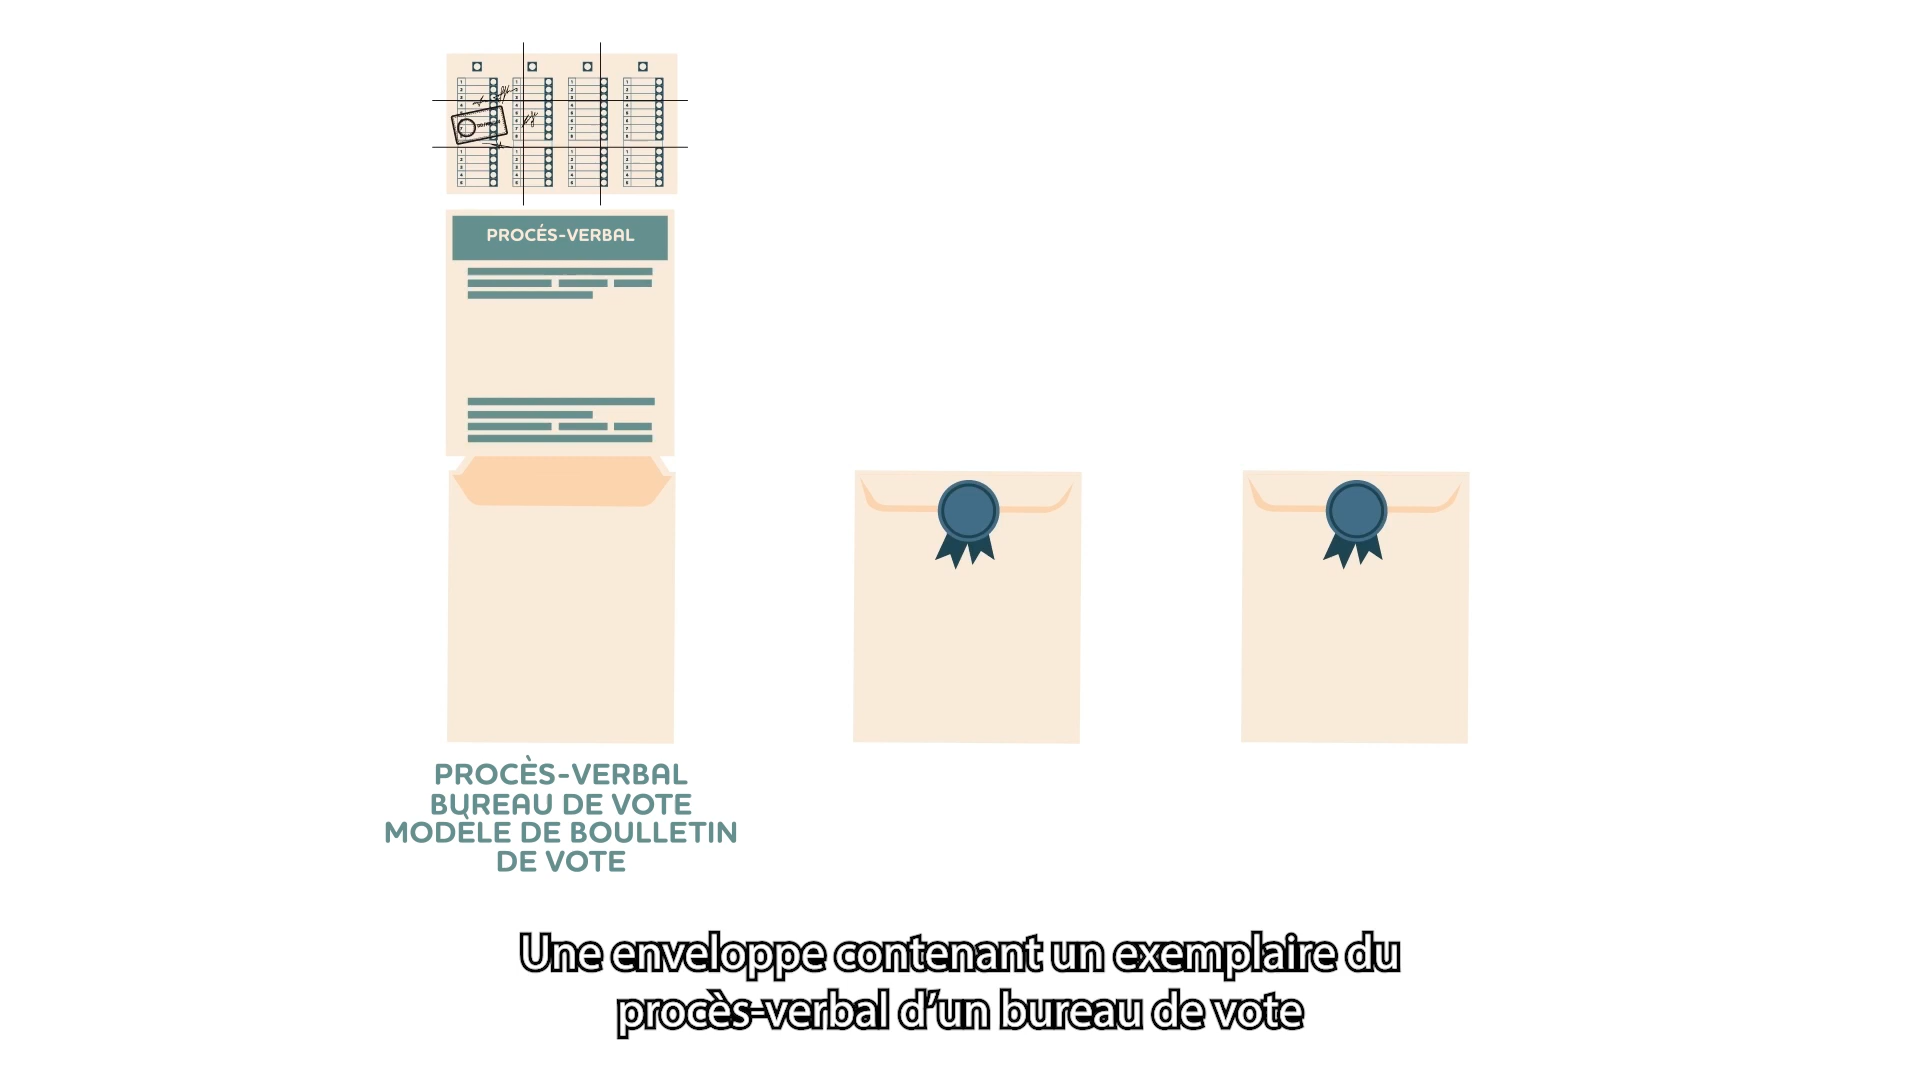 PROCÉS-VERBAL
PROCÈS-VERBAL
BUREAU DE VOTE
MODÈLE DE BOULLETIN
DE VOTE
Une enveloppe contenant un exemplaire du
procès-verbal d’un bureau de vote